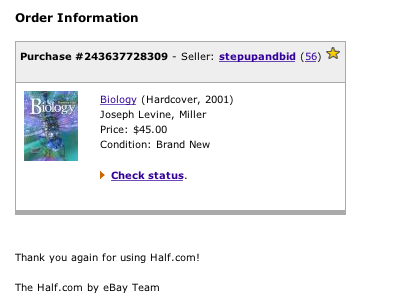 Order Information
Purchase #243637728309 - Seller: stepupandbid (56)
Biology
Biology (Hardcover, 2001)
Joseph Levine, Miller
Price: $45.00
Condition: Brand New
Check status.
Thank you again for using Half.com!
The Half.com by eBay Team